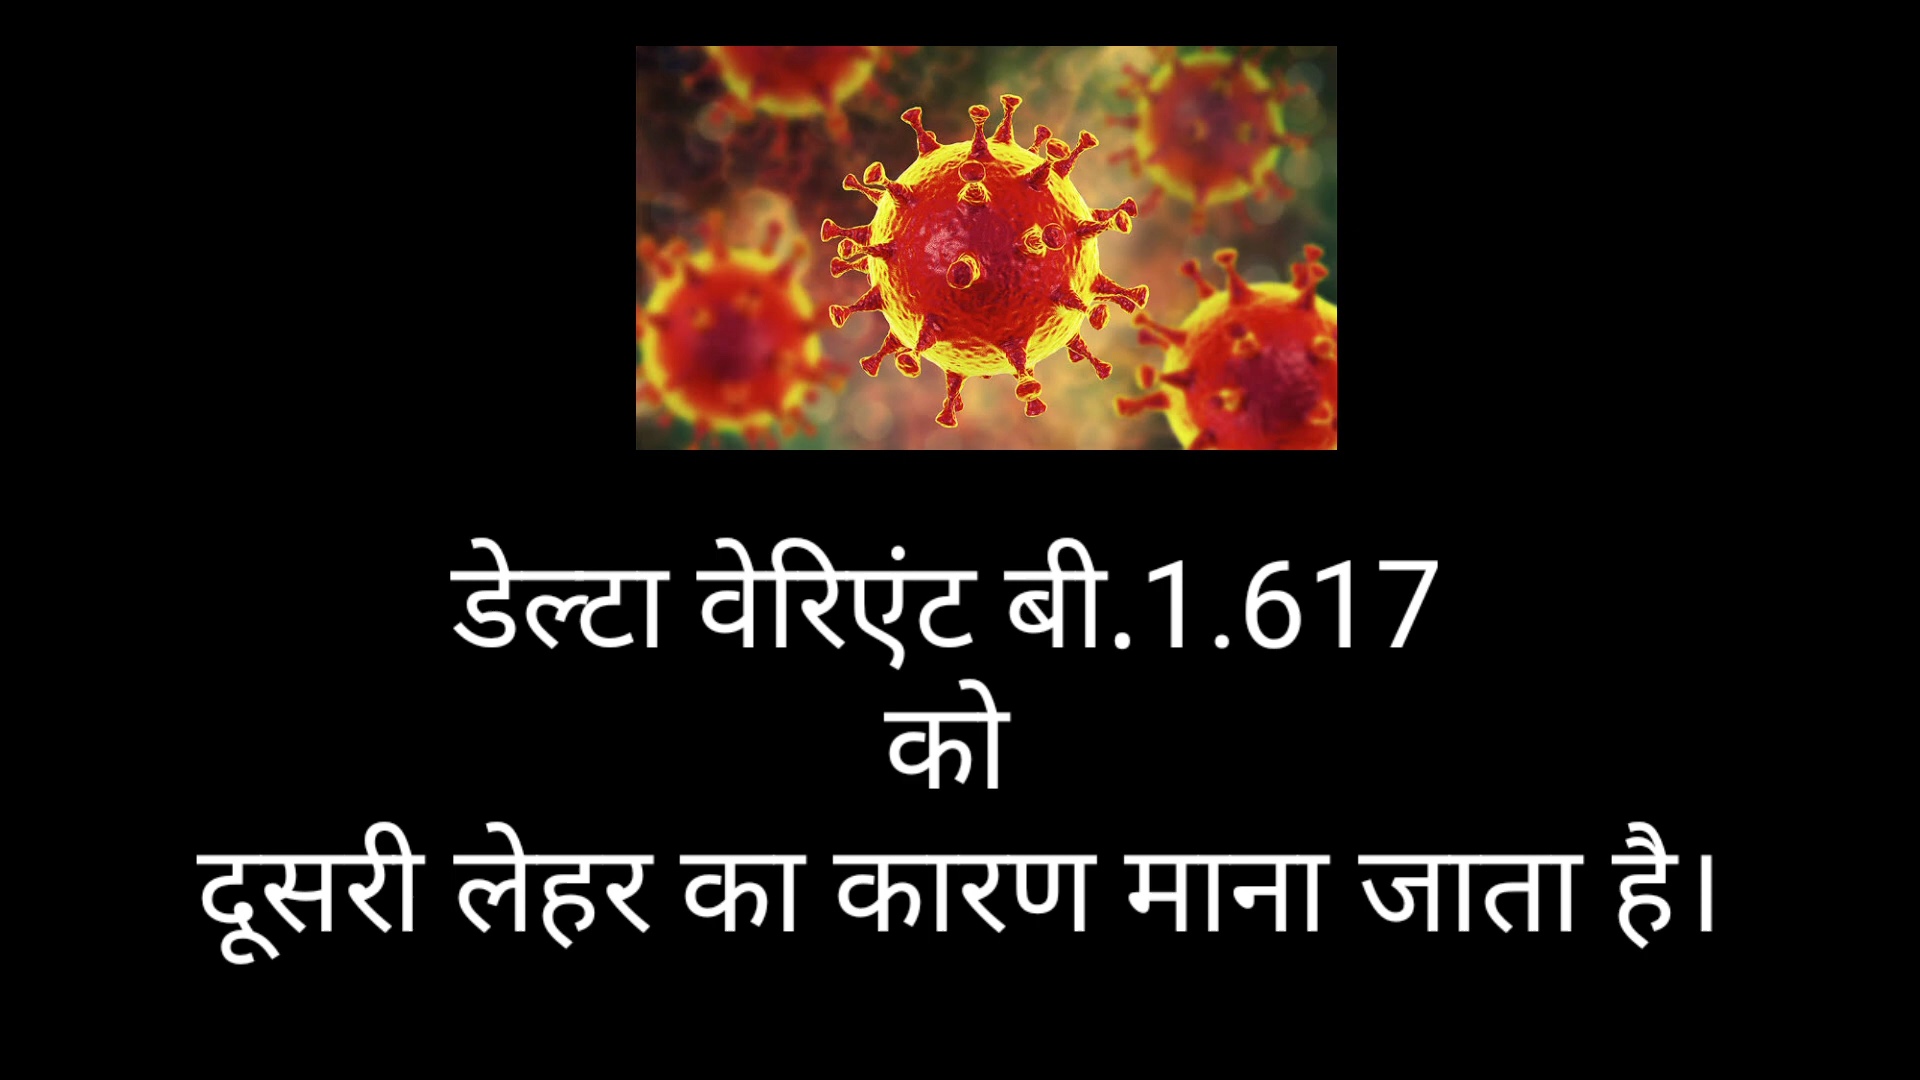 डेल्टा वेरिएंट बी.1.617
को
दूसरी लेहर का कारण माना जाता है।